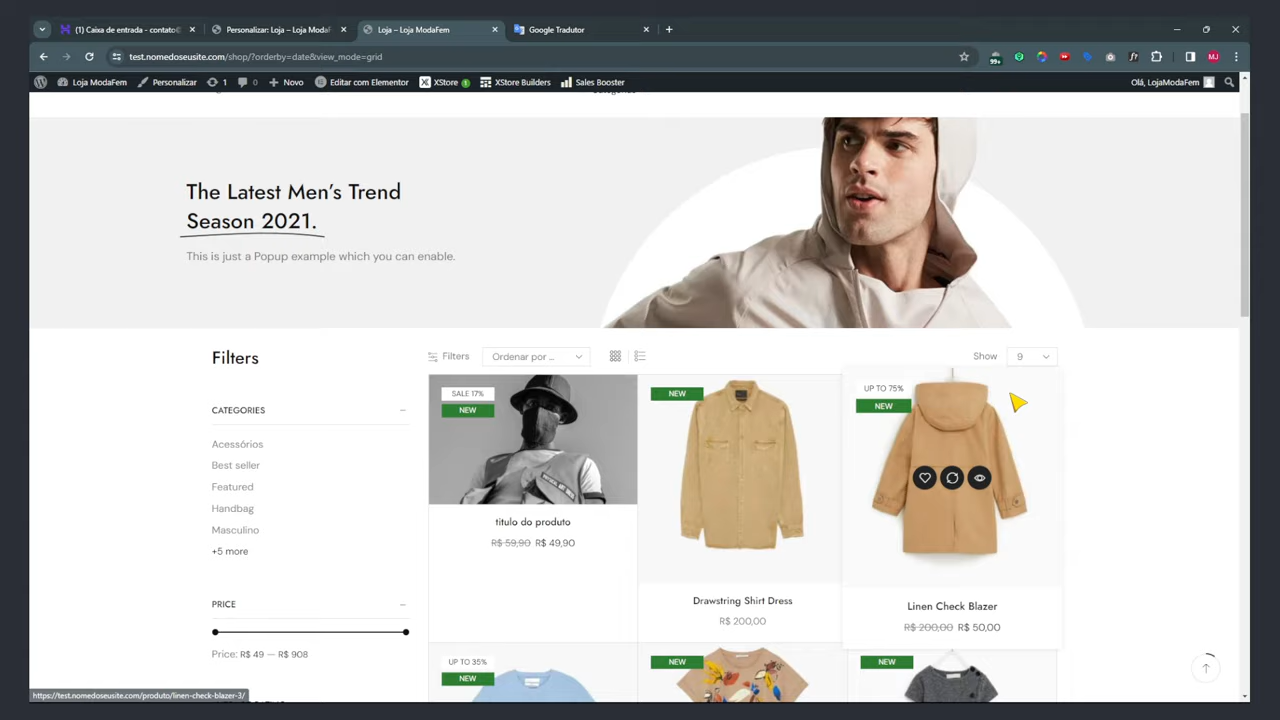 (1) Caixa de entrada - contato@
Personalizar: Loja – Loja ModaF
Loja – Loja ModaFem
Google Tradutor
test.nomedoseusite.com/shop/?orderby=date&view_mode=grid
99+
f?
MJ
Loja ModaFem
Personalizar
1
0
Novo
Editar com Elementor
XStore 1
XStore Builders
Sales Booster
Olá, LojaModaFem
The Latest Men's Trend
Season 2021.
This is just a Popup example which you can enable.
Filters
Filters
Ordenar por ...
Show
9
CATEGORIES
Acessórios
Best seller
Featured
Handbag
Masculino
+5 more
PRICE
Price: R$ 49 — R$ 908
SALE 17%
NEW
titulo do produto
R$ 59,90 R$ 49,90
NEW
Drawstring Shirt Dress
R$ 200,00
UP TO 75%
NEW
Linen Check Blazer
R$ 200,00 R$ 50,00
UP TO 35%
NEW
NEW
NEW
https://test.nomedoseusite.com/produto/linen-check-blazer-3/